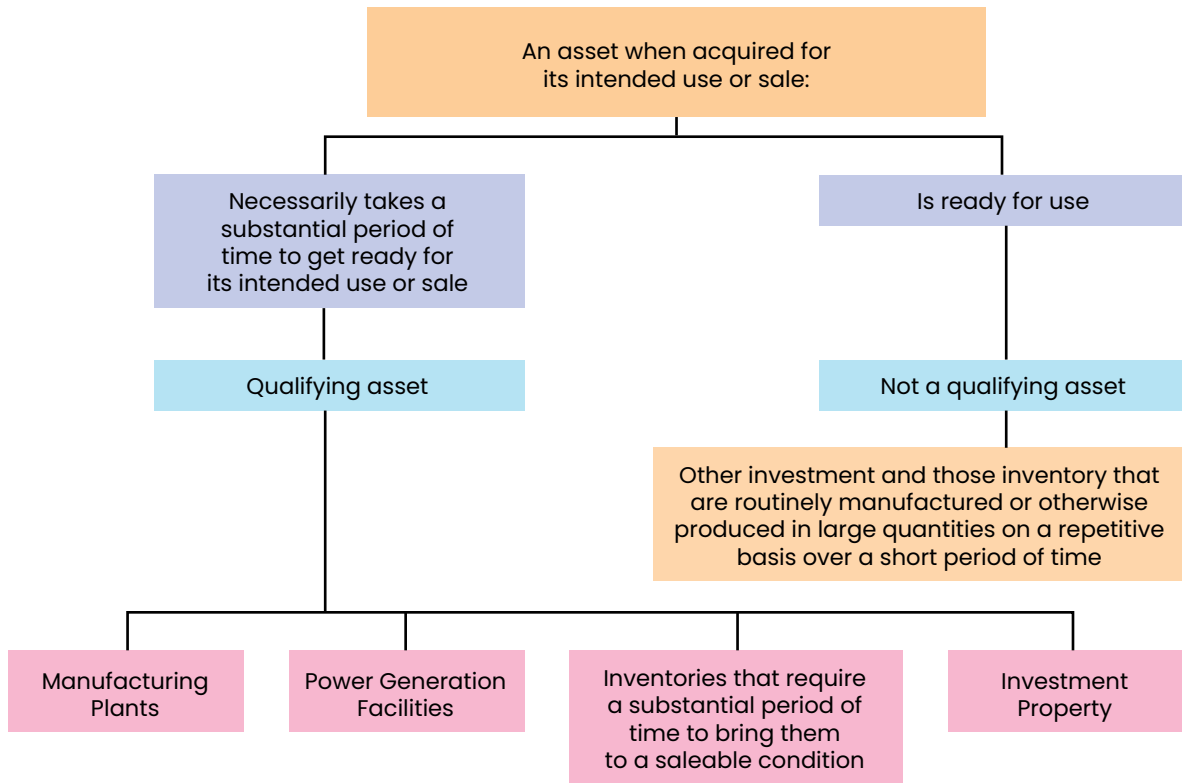 An asset when acquired for
its intended use or sale:
Necessarily takes a
substantial period of
time to get ready for
its intended use or sale
Is ready for use
Qualifying asset
Not a qualifying asset
Other investment and those inventory that
are routinely manufactured or otherwise
produced in large quantities on a repetitive
basis over a short period of time
Manufacturing
Plants
Power Generation
Facilities
Inventories that require
a substantial period of
time to bring them
to a saleable condition
Investment
Property